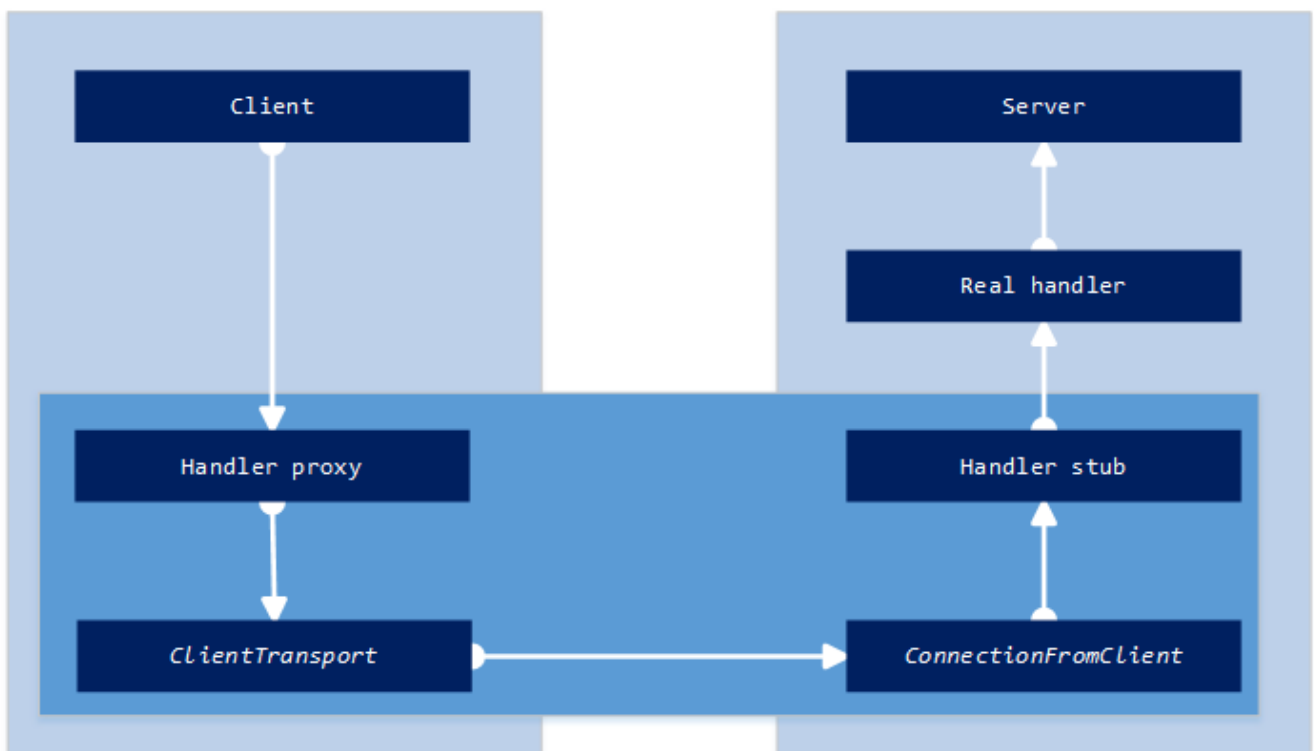 Client
Server
Real handler
Handler proxy
Handler stub
ClientTransport
ConnectionFromClient